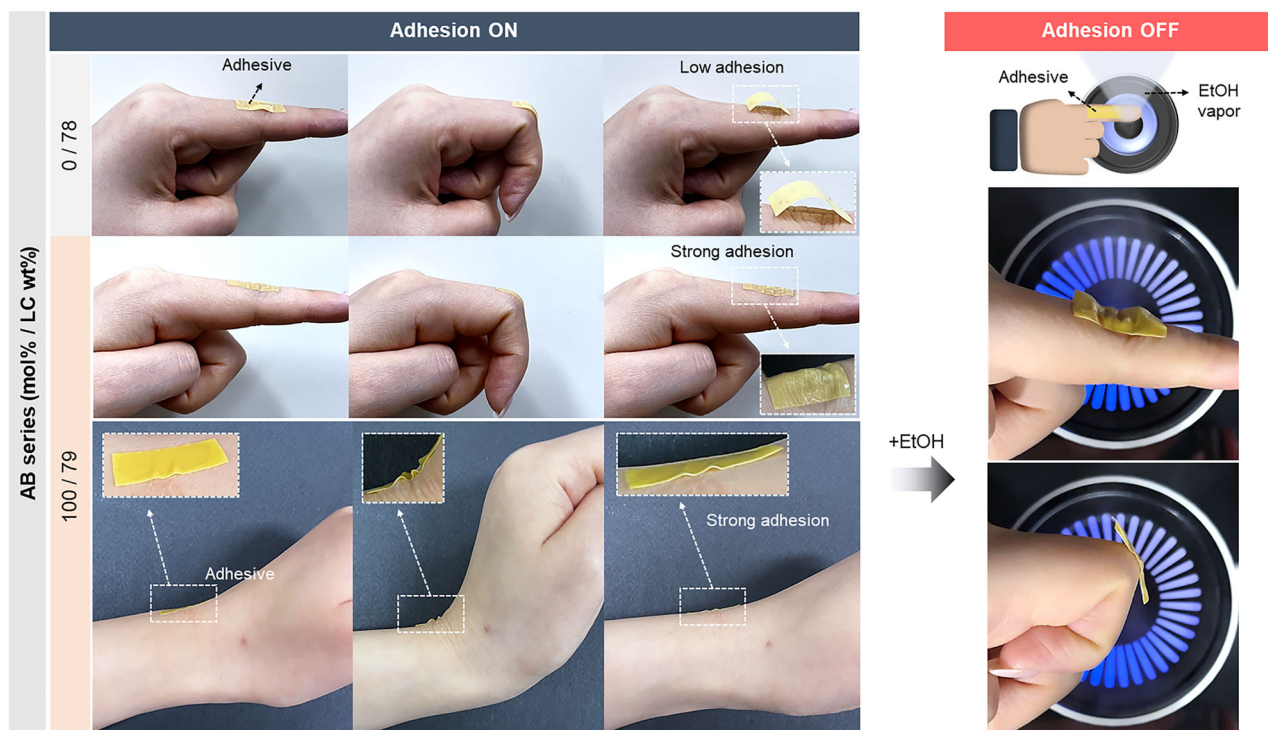 Adhesion ON
Adhesion OFF
AB series (mol% / LC wt%)
0 / 78
Adhesive
Low adhesion
Adhesive
EtOH
vapor
100 / 79
Strong adhesion
+EtOH
Adhesive
Strong adhesion